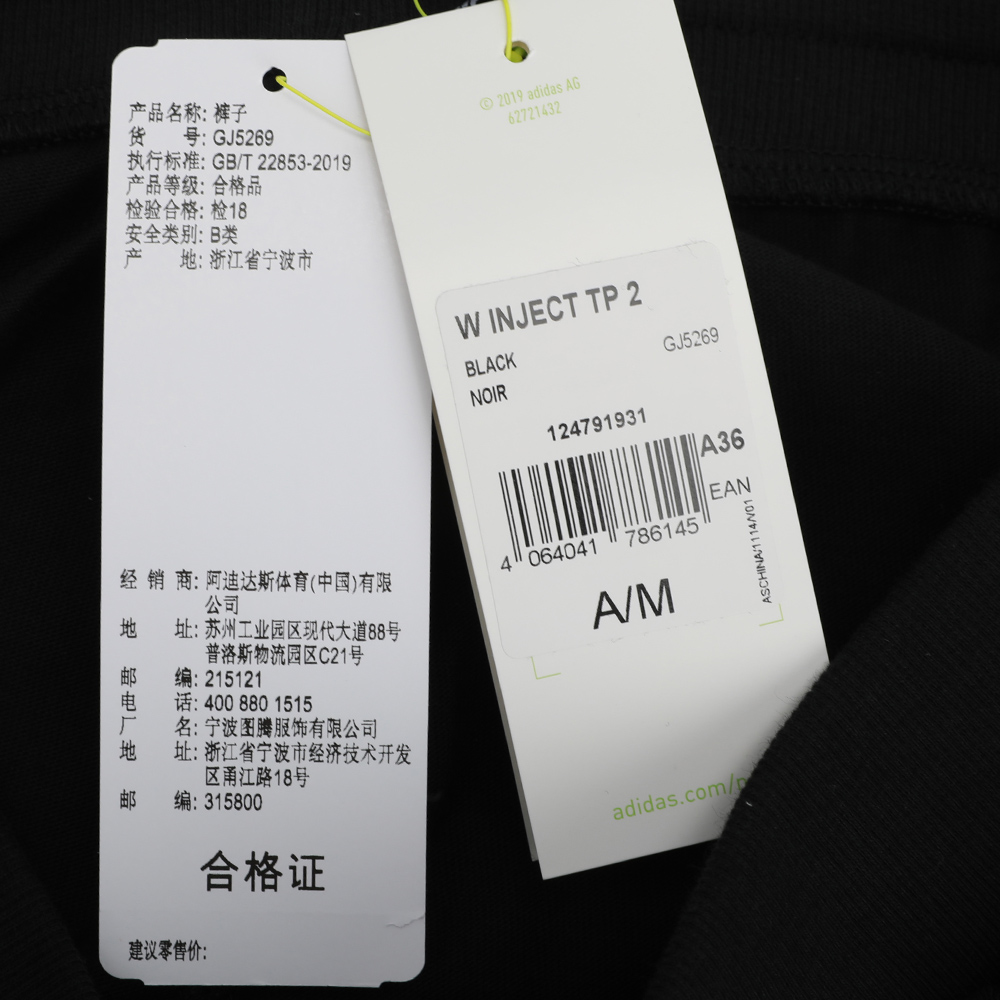 产品名称: 裤子
货 号: GJ5269
执行标准: GB/T 22853-2019
产品等级: 合格品
检验合格: 检18
安全类别: B类
产 地: 浙江省宁波市
经 销 商: 阿迪达斯体育(中国)有限
公司
地 址: 苏州工业园区现代大道88号
普洛斯物流园区C21号
邮 编: 215121
电 话: 400 880 1515
厂 名: 宁波图腾服饰有限公司
地 址: 浙江省宁波市经济技术开发
区甬江路18号
邮 编: 315800
合格证
建议零售价:
© 2019 adidas AG
62721432
W INJECT TP 2
BLACK GJ5269
NOIR
124791931
A36
EAN
4 064041 786145
ASCHINA/1114/V01
A/M
adidas.com/